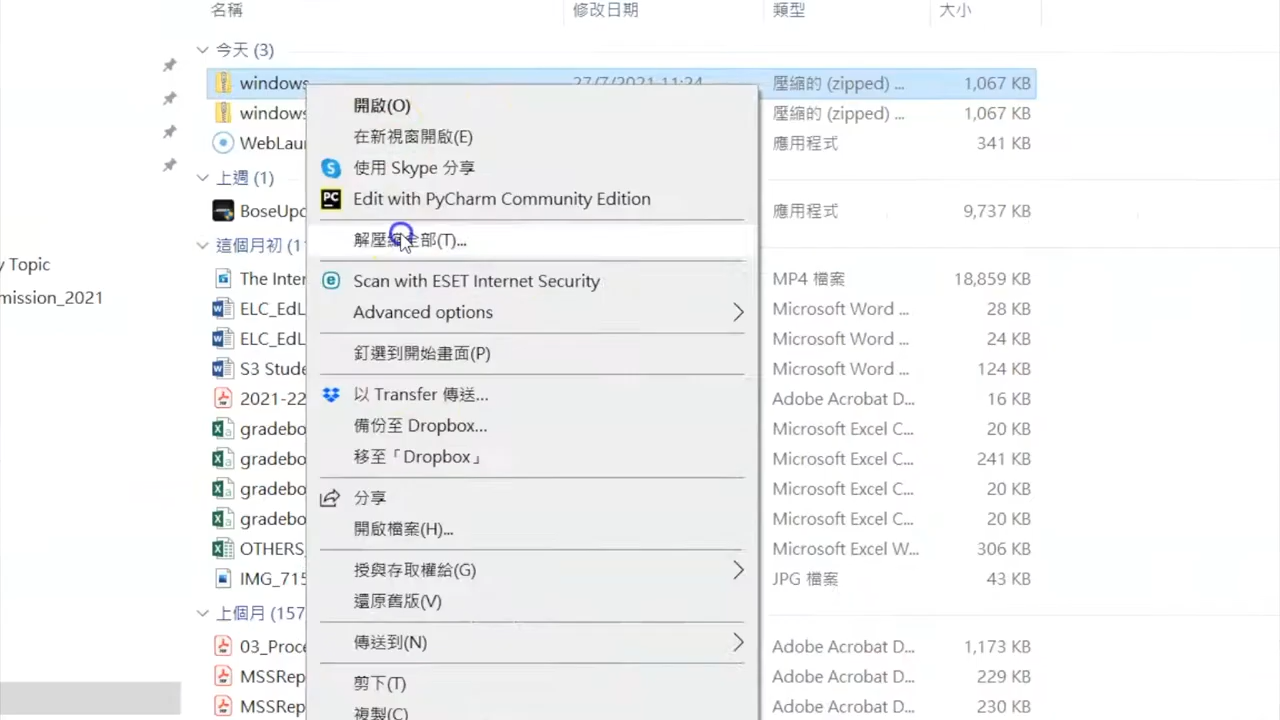 名稱 修改日期 類型 大小
今天 (3)
windows 壓縮的 (zipped) ... 1,067 KB
windows 壓縮的 (zipped) ... 1,067 KB
WebLau 應用程式 341 KB
上週 (1)
BoseUpd 應用程式 9,737 KB
這個月初 (1
The Inter MP4 檔案 18,859 KB
ELC_EdL Microsoft Word ... 28 KB
ELC_EdL Microsoft Word ... 24 KB
S3 Stude Microsoft Word ... 124 KB
2021-22 Adobe Acrobat D... 16 KB
gradebo Microsoft Excel C... 20 KB
gradebo Microsoft Excel C... 241 KB
gradebo Microsoft Excel C... 20 KB
gradebo Microsoft Excel C... 20 KB
OTHERS_ Microsoft Excel W... 306 KB
IMG_715 JPG 檔案 43 KB
上個月 (157
03_Proce Adobe Acrobat D... 1,173 KB
MSSRep Adobe Acrobat D... 229 KB
MSSRep Adobe Acrobat D... 230 KB
y Topic
mission_2021
開啟(O)
在新視窗開啟(E)
使用 Skype 分享
Edit with PyCharm Community Edition
解壓縮全部(T)...
Scan with ESET Internet Security
Advanced options
釘選到開始畫面(P)
以 Transfer 傳送...
備份至 Dropbox...
移至「Dropbox」
分享
開啟檔案(H)...
授與存取權給(G)
還原舊版(V)
傳送到(N)
剪下(T)
複製(C)